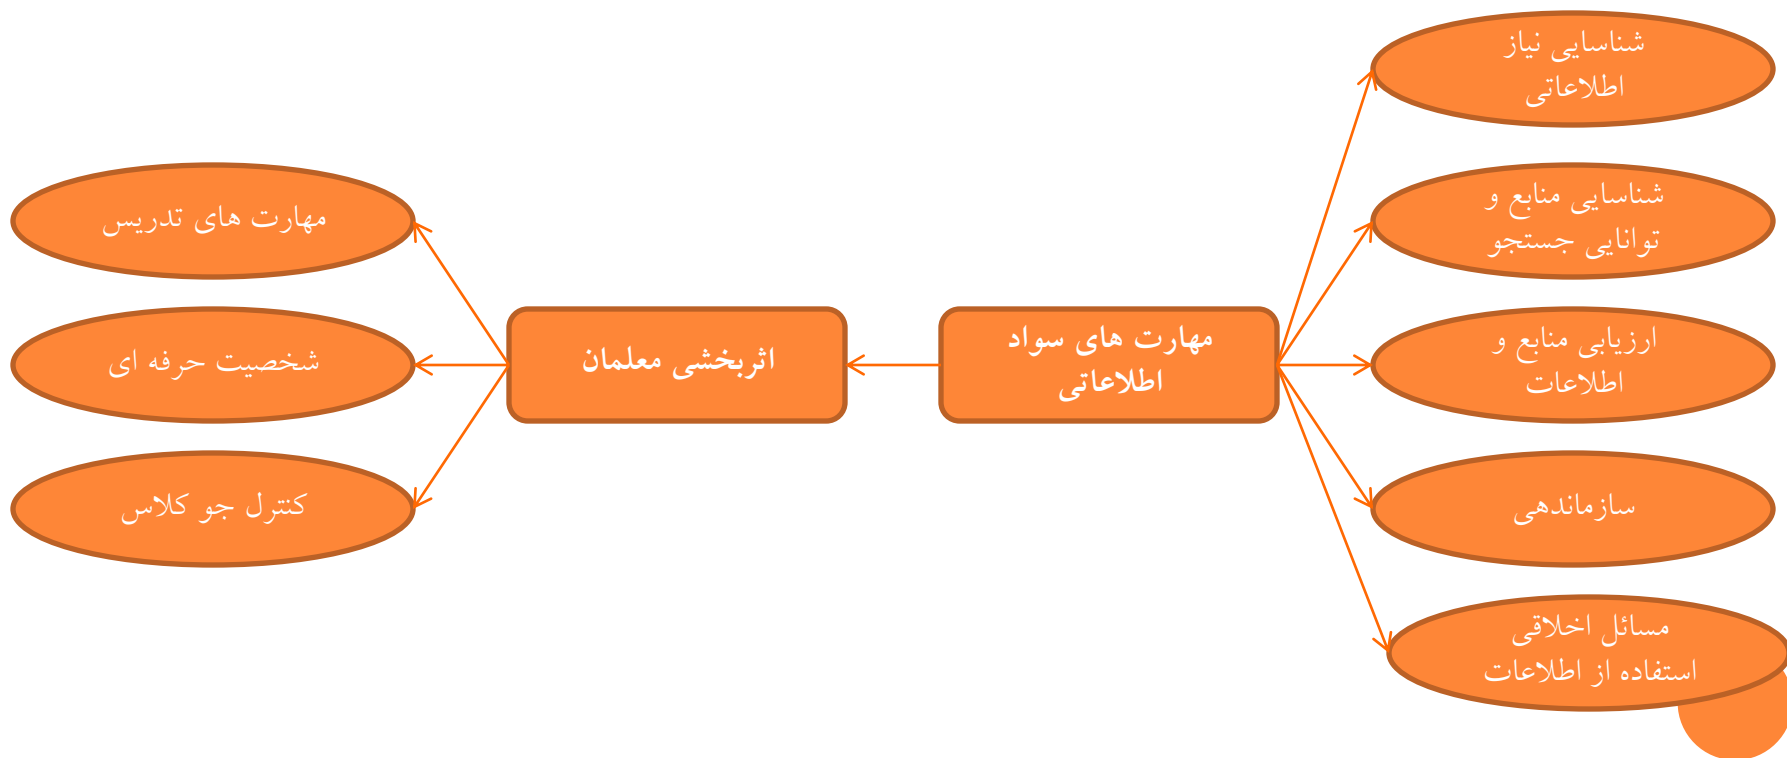 شناسایی نیاز
اطلاعاتی
شناسایی منابع و
توانایی جستجو
ارزیابی منابع و
اطلاعات
سازماندهی
مسائل اخلاقی
استفاده از اطلاعات
مهارت های سواد
اطلاعاتی
اثربخشی معلمان
مهارت های تدریس
شخصیت حرفه ای
کنترل جو کلاس